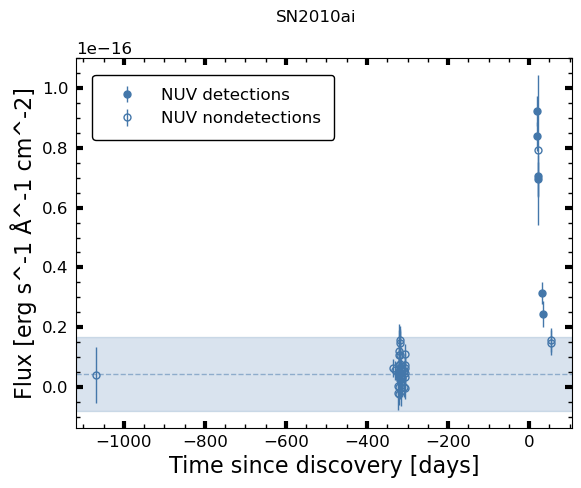 SN2010ai
1e−16
NUV detections
NUV nondetections
1.0
0.8
0.6
0.4
0.2
0.0
Flux [erg s^-1 Å^-1 cm^-2]
−1000 −800 −600 −400 −200 0
Time since discovery [days]